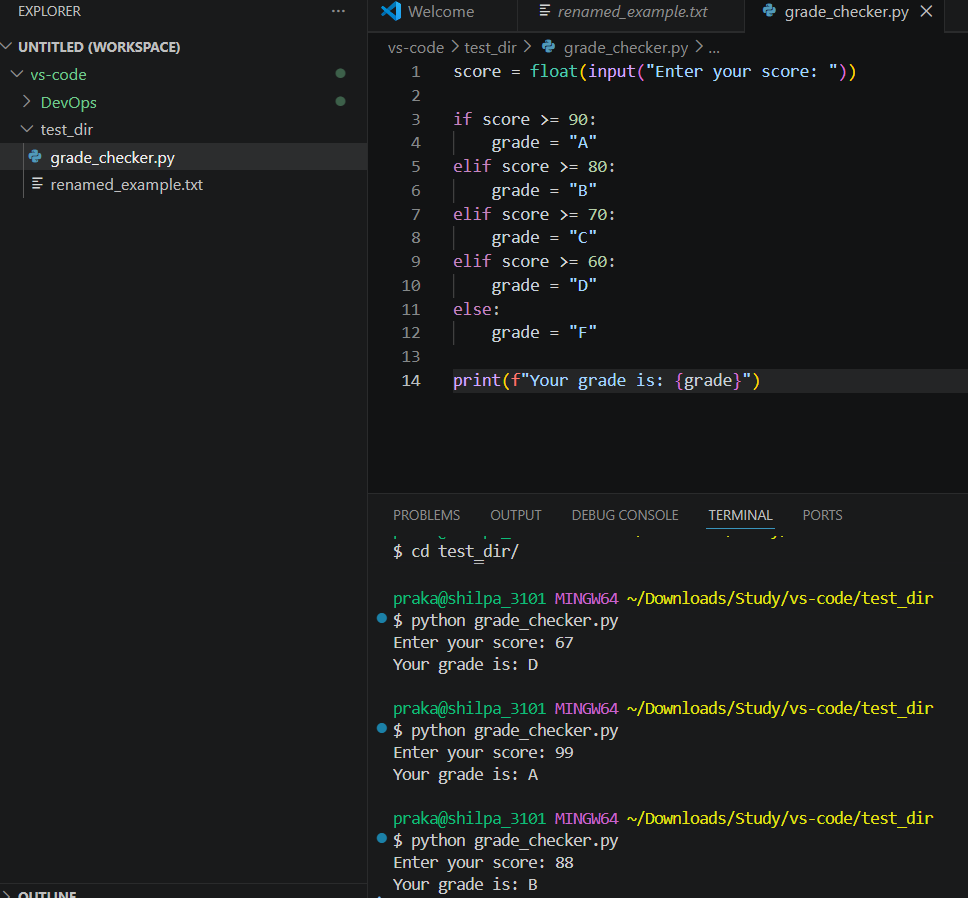 EXPLORER
···
UNTITLED (WORKSPACE)
vs-code
DevOps
test_dir
grade_checker.py
renamed_example.txt
OUTLINE
Welcome
renamed_example.txt
grade_checker.py
vs-code > test_dir > grade_checker.py > ...
1 score = float(input("Enter your score: "))
2
3 if score >= 90:
4     grade = "A"
5 elif score >= 80:
6     grade = "B"
7 elif score >= 70:
8     grade = "C"
9 elif score >= 60:
10     grade = "D"
11 else:
12     grade = "F"
13
14 print(f"Your grade is: {grade}")
PROBLEMS OUTPUT DEBUG CONSOLE TERMINAL PORTS
$ cd test_dir/
praka@shilpa_3101 MINGW64 ~/Downloads/Study/vs-code/test_dir
$ python grade_checker.py
Enter your score: 67
Your grade is: D
praka@shilpa_3101 MINGW64 ~/Downloads/Study/vs-code/test_dir
$ python grade_checker.py
Enter your score: 99
Your grade is: A
praka@shilpa_3101 MINGW64 ~/Downloads/Study/vs-code/test_dir
$ python grade_checker.py
Enter your score: 88
Your grade is: B